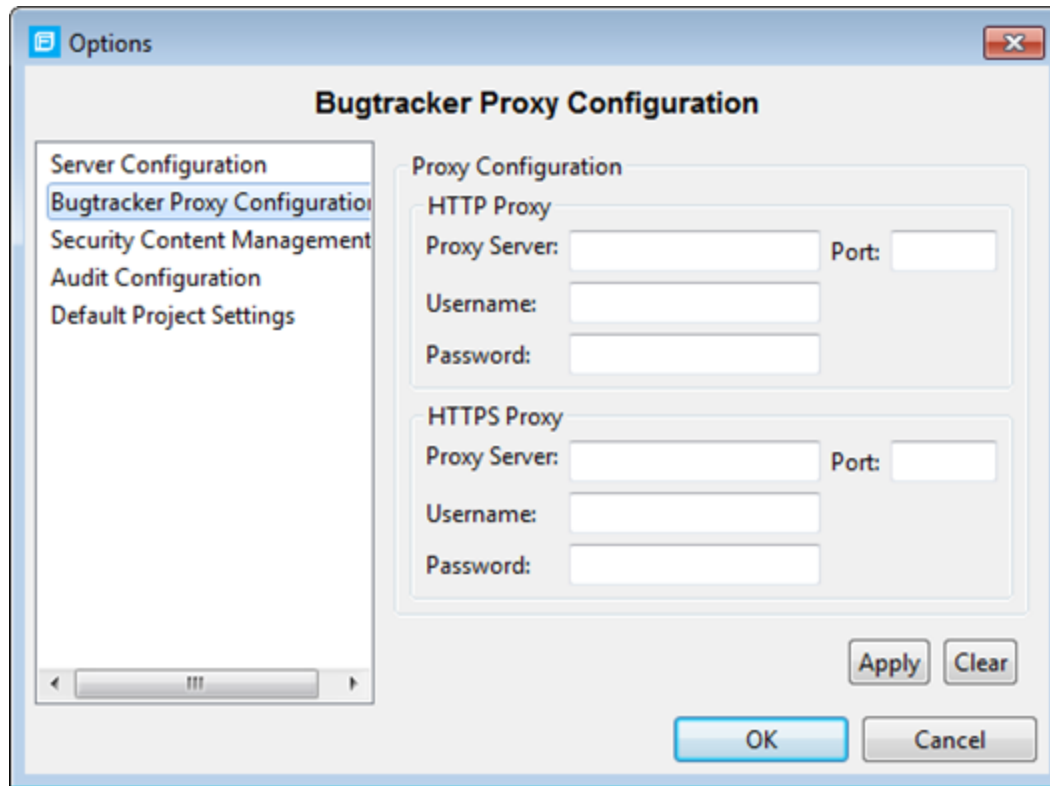 Options
Bugtracker Proxy Configuration
Server Configuration
Bugtracker Proxy Configuration
Security Content Management
Audit Configuration
Default Project Settings
Proxy Configuration
HTTP Proxy
Proxy Server: Port:
Username:
Password:
HTTPS Proxy
Proxy Server: Port:
Username:
Password:
Apply Clear
OK Cancel